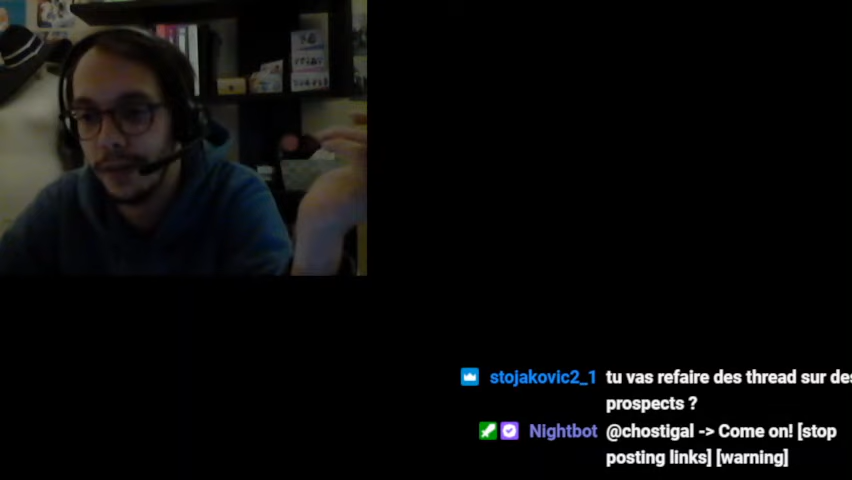 stojakovic2_1 tu vas refaire des thread sur des
prospects ?
Nightbot @chostigal -> Come on! [stop
posting links] [warning]